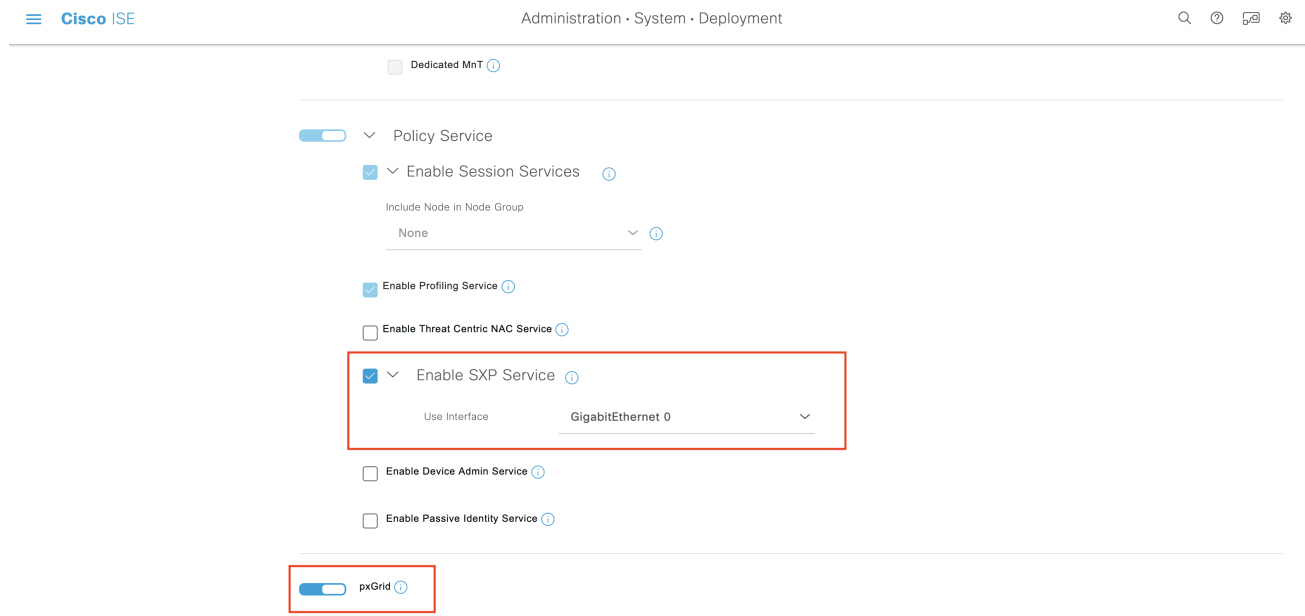 Cisco ISE Administration · System · Deployment
Dedicated MnT
Policy Service
Enable Session Services
Include Node in Node Group
None
Enable Profiling Service
Enable Threat Centric NAC Service
Enable SXP Service
Use Interface GigabitEthernet 0
Enable Device Admin Service
Enable Passive Identity Service
pxGrid